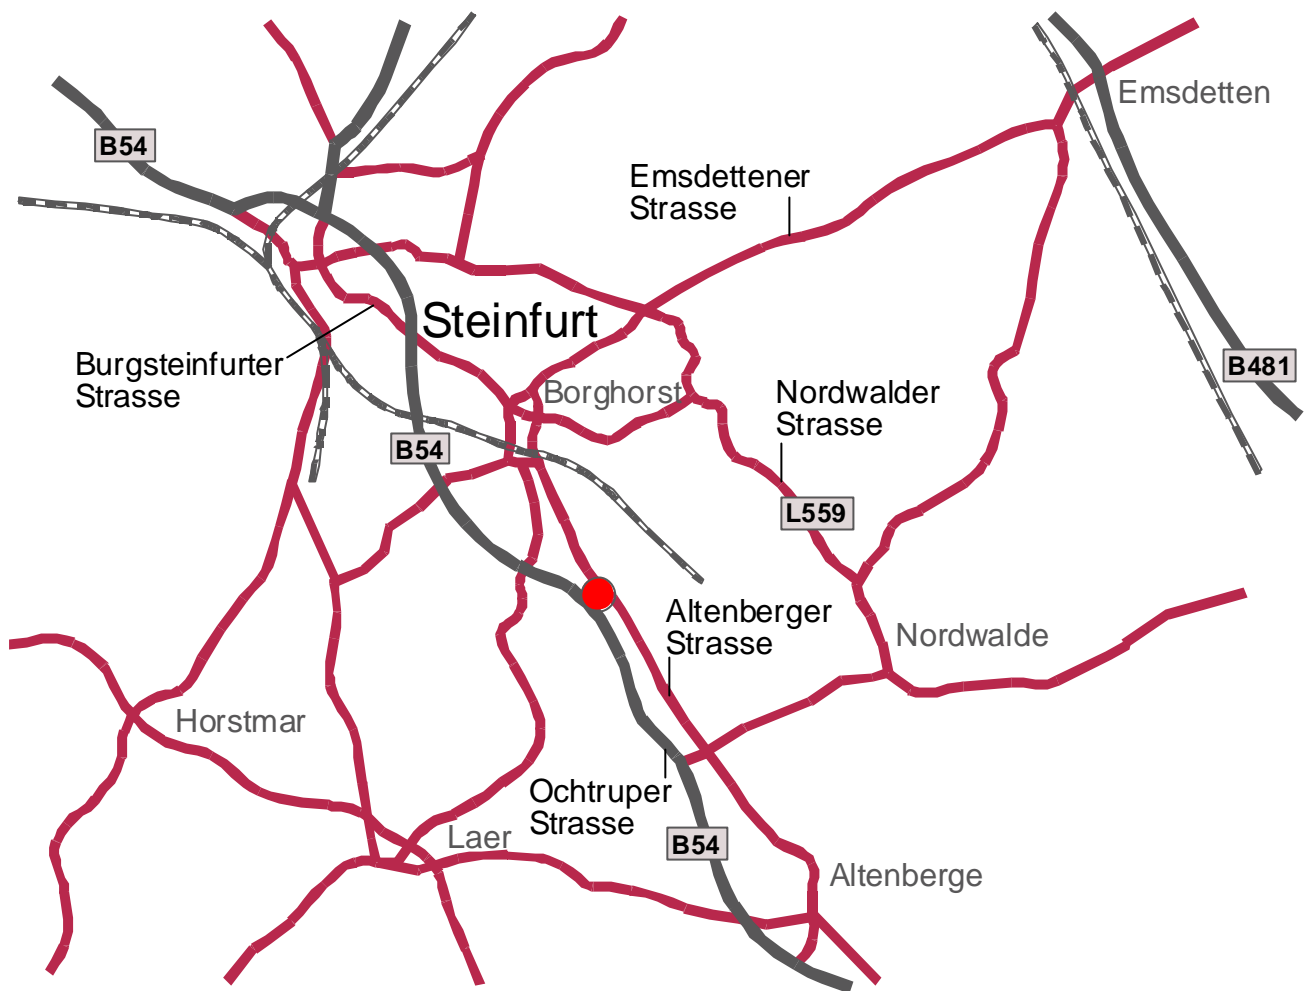 Emsdetten
B54
Emsdettener
Strasse
Steinfurt
Burgsteinfurter
Strasse
B481
Borghorst
Nordwalder
Strasse
B54
L559
Altenberger
Strasse
Nordwalde
Horstmar
Ochtruper
Strasse
Laer
B54
Altenberge